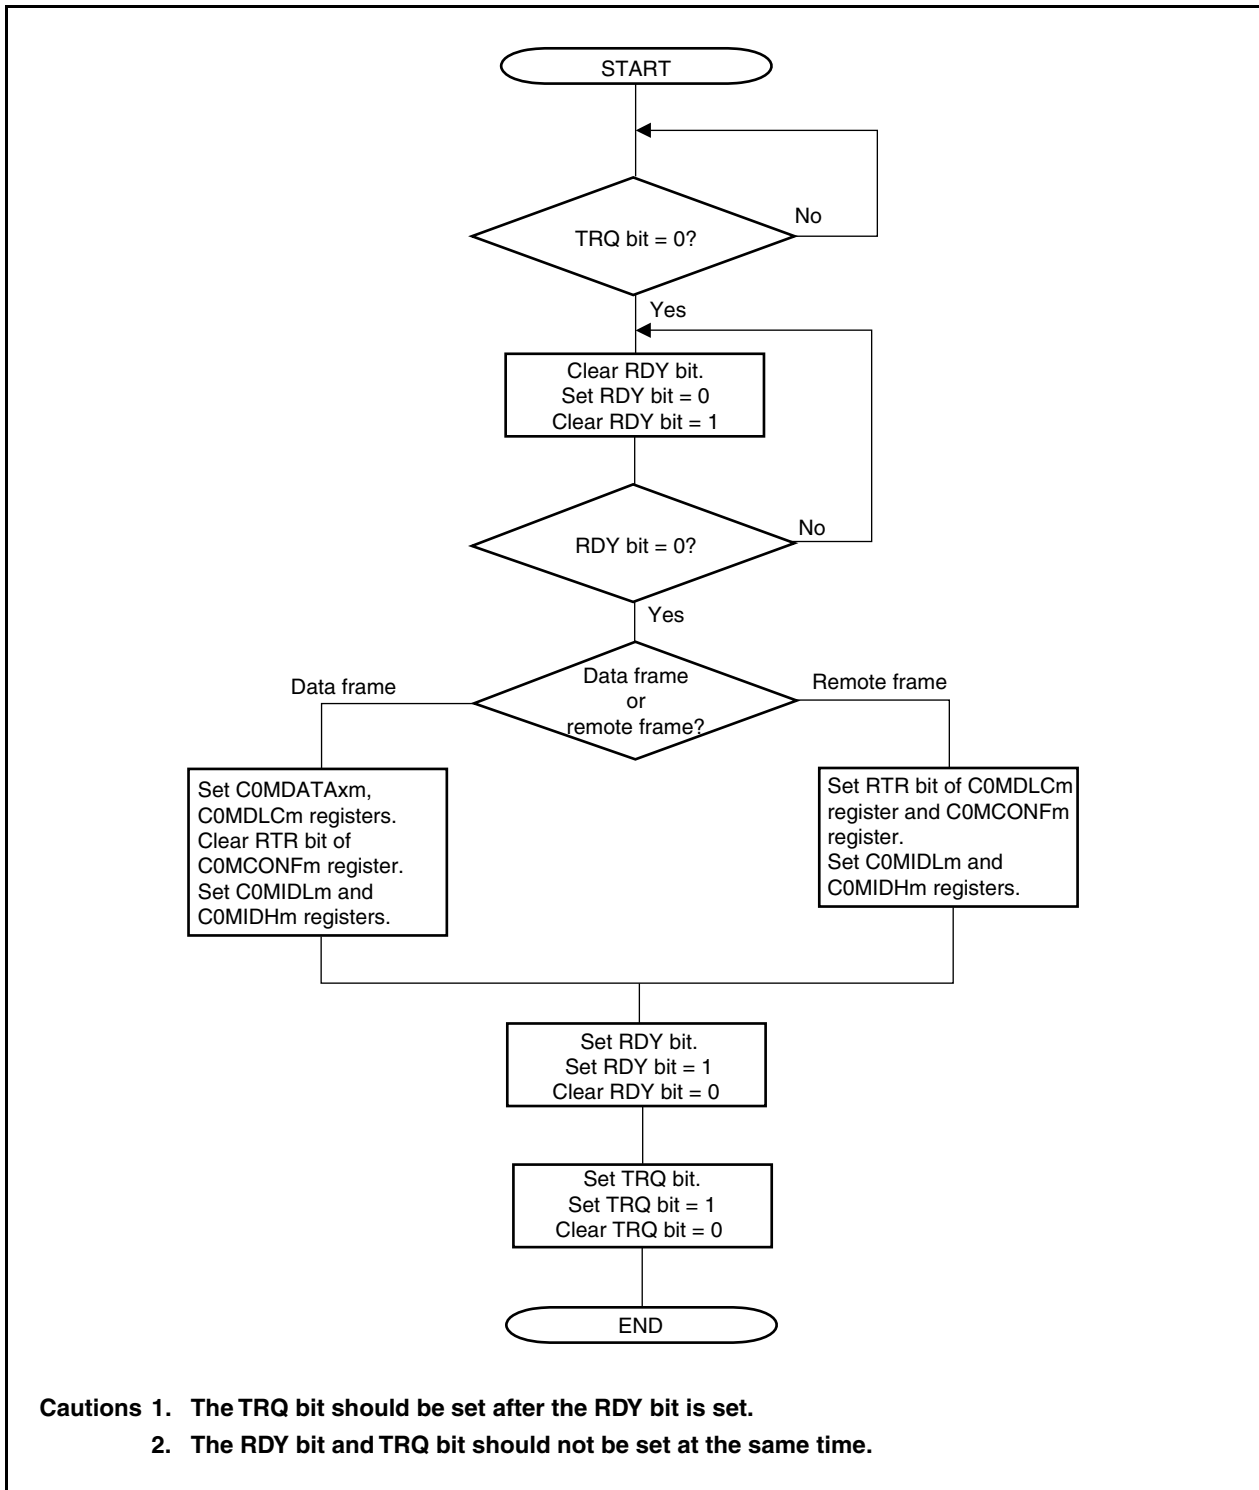 START
TRQ bit = 0?
No
Yes
Clear RDY bit.
Set RDY bit = 0
Clear RDY bit = 1
RDY bit = 0?
No
Yes
Data frame
or
remote frame?
Data frame
Remote frame
Set C0MDATAxm,
C0MDLCm registers.
Clear RTR bit of
C0MCONFm register.
Set C0MIDLm and
C0MIDHm registers.
Set RTR bit of C0MDLCm
register and C0MCONFm
register.
Set C0MIDLm and
C0MIDHm registers.
Set RDY bit.
Set RDY bit = 1
Clear RDY bit = 0
Set TRQ bit.
Set TRQ bit = 1
Clear TRQ bit = 0
END
Cautions 1. The TRQ bit should be set after the RDY bit is set.
2. The RDY bit and TRQ bit should not be set at the same time.